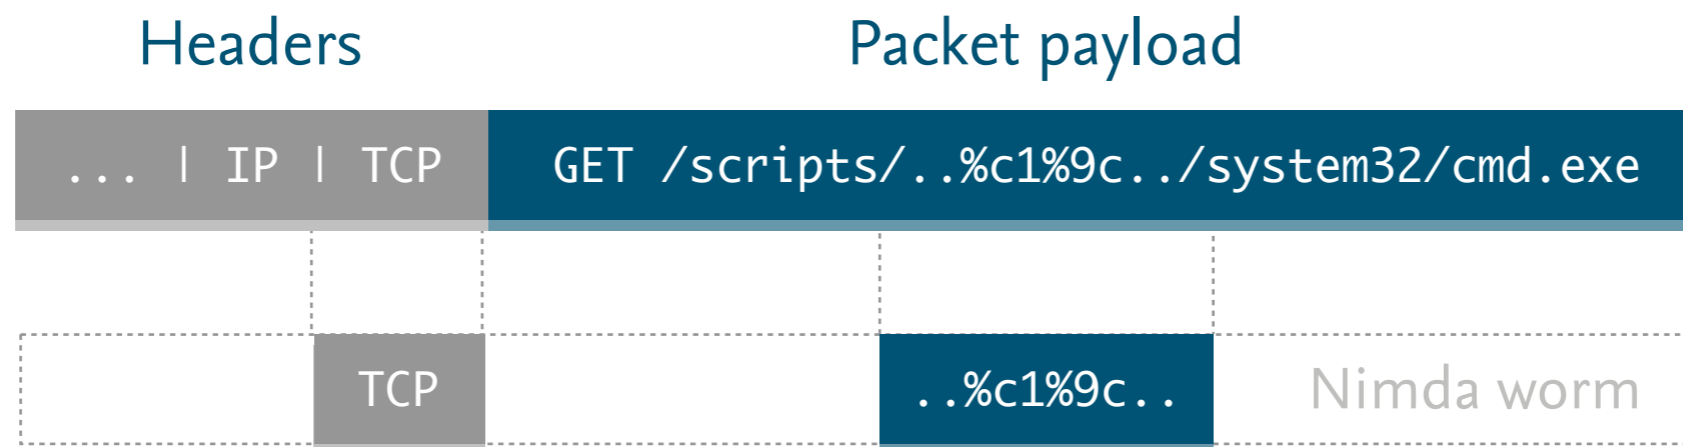 Headers Packet payload
... | IP | TCP GET /scripts/..%c1%9c../system32/cmd.exe
TCP ..%c1%9c.. Nimda worm